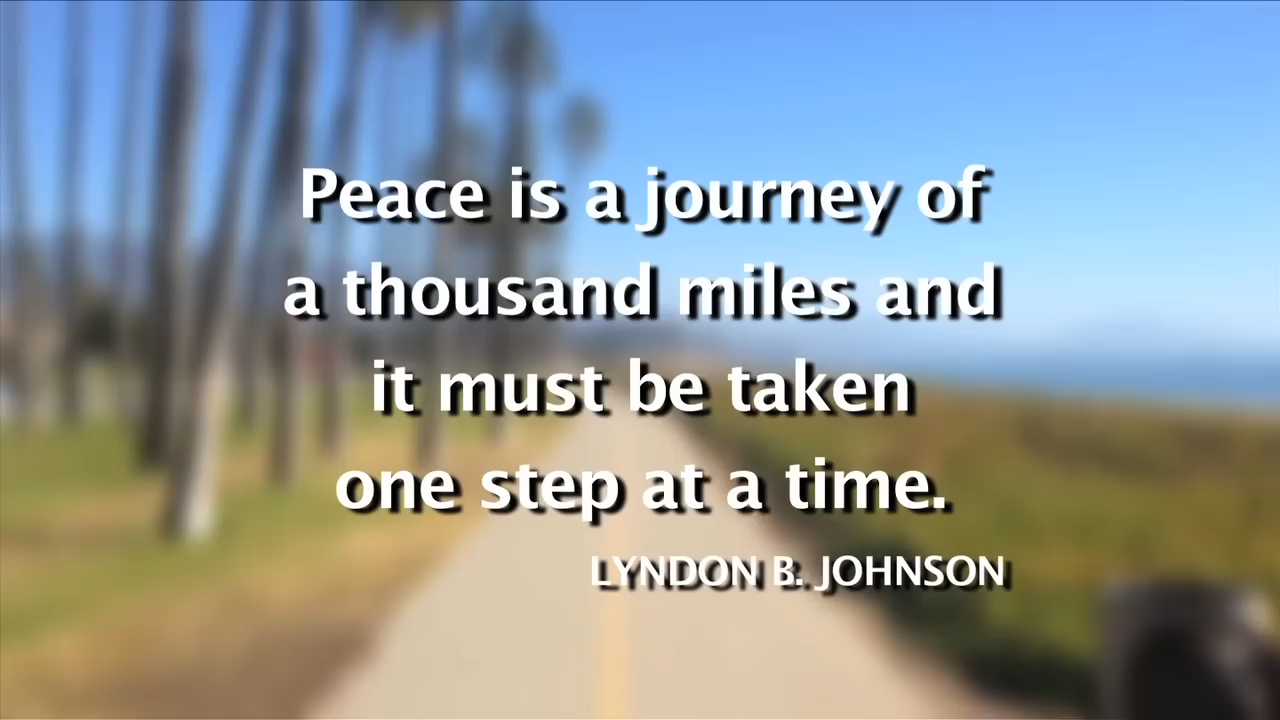 Peace is a journey of
a thousand miles and
it must be taken
one step at a time.
LYNDON B. JOHNSON